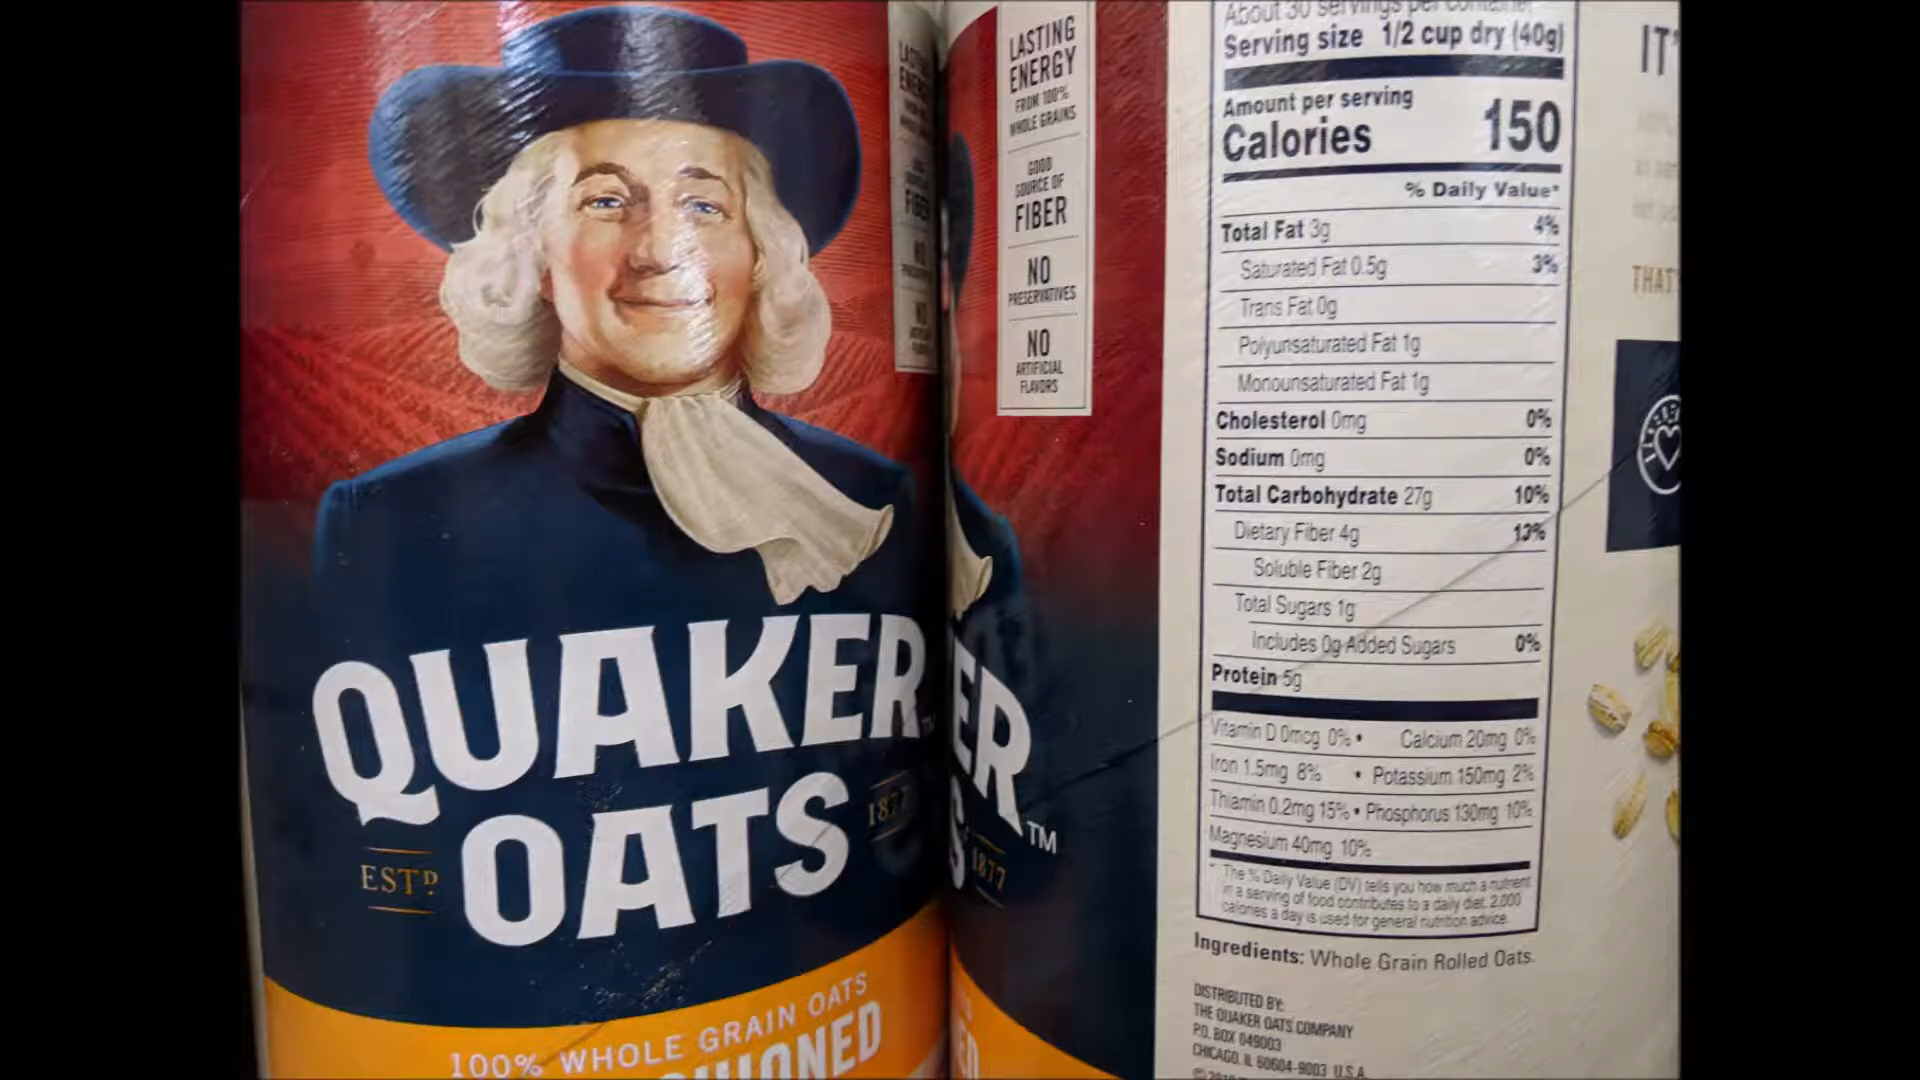 QUAKER
OATS
ESTD
1877
100% WHOLE GRAIN OATS
LASTING
ENERGY
FROM 100%
WHOLE GRAINS
GOOD
SOURCE OF
FIBER
NO
PRESERVATIVES
NO
ARTIFICIAL
FLAVORS
ER
TM
S
1877
About 30 servings per container
Serving size 1/2 cup dry (40g)
Amount per serving
Calories 150
% Daily Value*
Total Fat 3g 4%
Saturated Fat 0.5g 3%
Trans Fat 0g
Polyunsaturated Fat 1g
Monounsaturated Fat 1g
Cholesterol 0mg 0%
Sodium 0mg 0%
Total Carbohydrate 27g 10%
Dietary Fiber 4g 13%
Soluble Fiber 2g
Total Sugars 1g
Includes 0g Added Sugars 0%
Protein 5g
Vitamin D 0mcg 0% • Calcium 20mg 0%
Iron 1.5mg 8% • Potassium 150mg 2%
Thiamin 0.2mg 15% • Phosphorus 130mg 10%
Magnesium 40mg 10%
* The % Daily Value (DV) tells you how much a nutrient
in a serving of food contributes to a daily diet. 2,000
calories a day is used for general nutrition advice.
Ingredients: Whole Grain Rolled Oats.
DISTRIBUTED BY:
THE QUAKER OATS COMPANY
P.O. BOX 049003
CHICAGO, IL 60604-9003 U.S.A.
IT'
THAT'